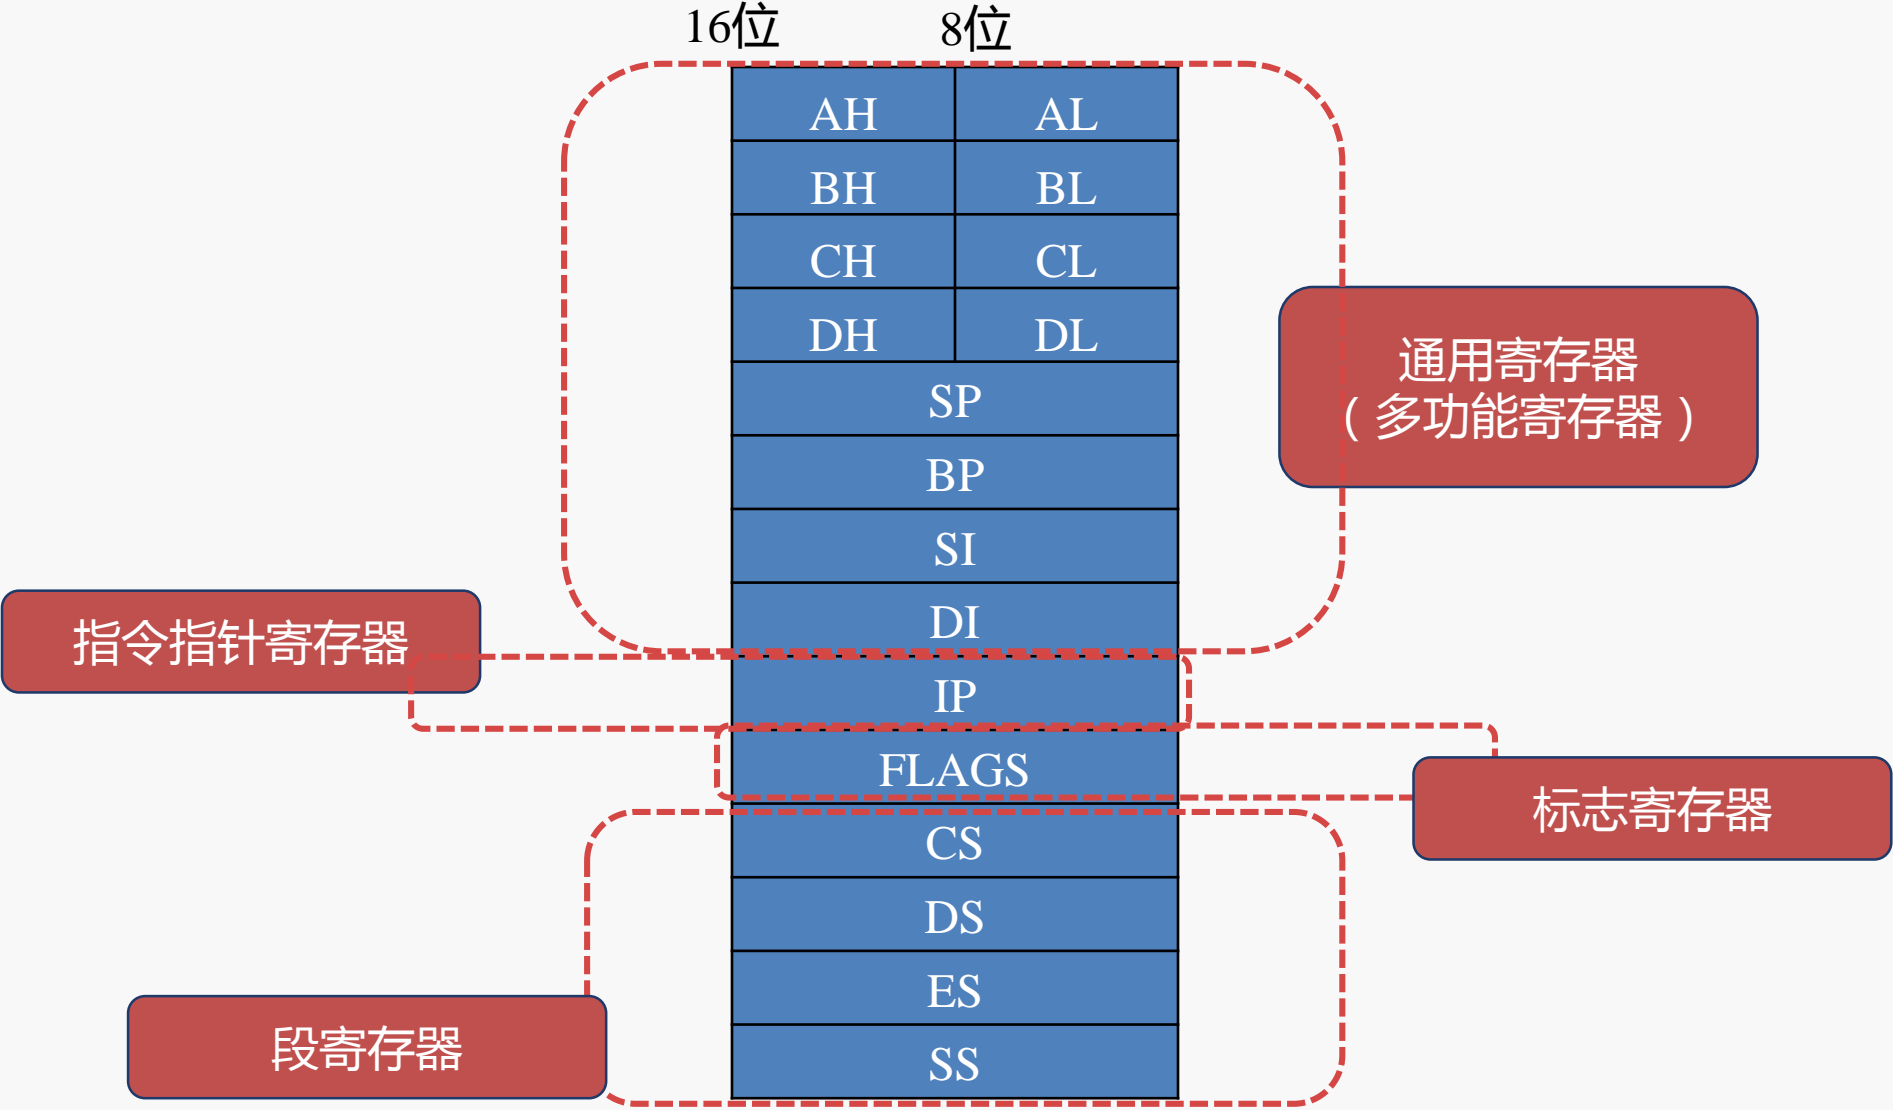 16位 8位
AH AL
BH BL
CH CL
DH DL
通用寄存器
（多功能寄存器）
SP
BP
SI
DI
指令指针寄存器
IP
FLAGS
标志寄存器
CS
DS
ES
SS
段寄存器